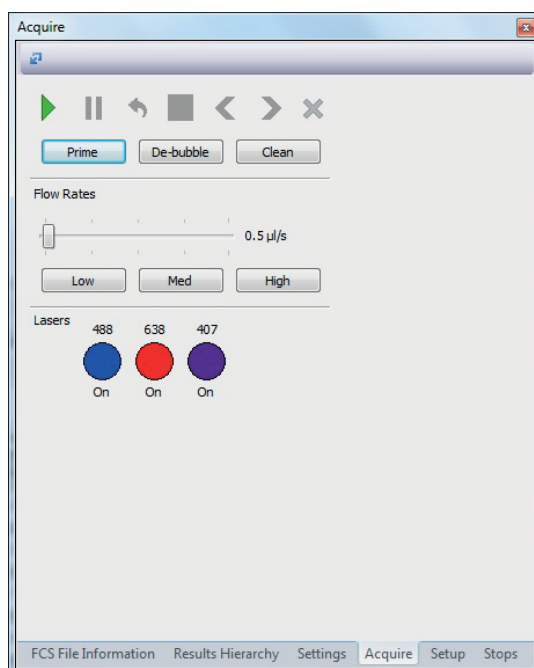 Acquire
Prime De-bubble Clean
Flow Rates
0.5 µl/s
Low Med High
Lasers 488 638 407
On On On
FCS File Information Results Hierarchy Settings Acquire Setup Stops